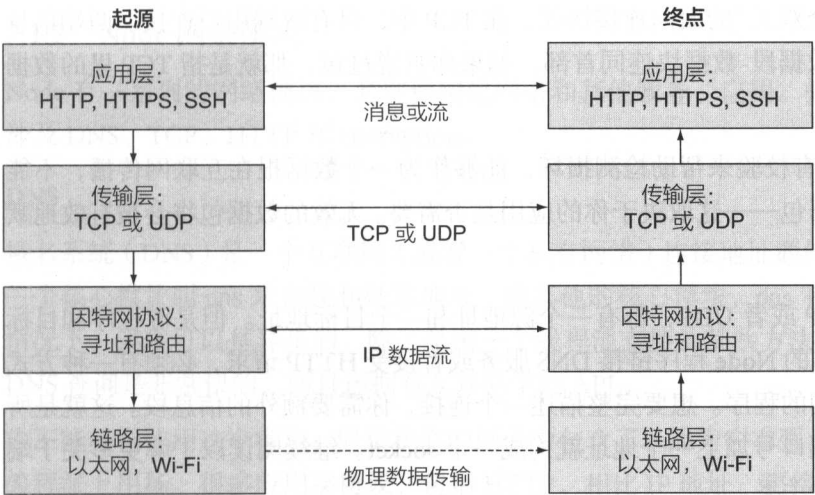 起源
终点
应用层：
HTTP, HTTPS, SSH
消息或流
应用层：
HTTP, HTTPS, SSH
传输层：
TCP 或 UDP
TCP 或 UDP
传输层：
TCP 或 UDP
因特网协议：
寻址和路由
IP 数据流
因特网协议：
寻址和路由
链路层：
以太网，Wi-Fi
物理数据传输
链路层：
以太网，Wi-Fi